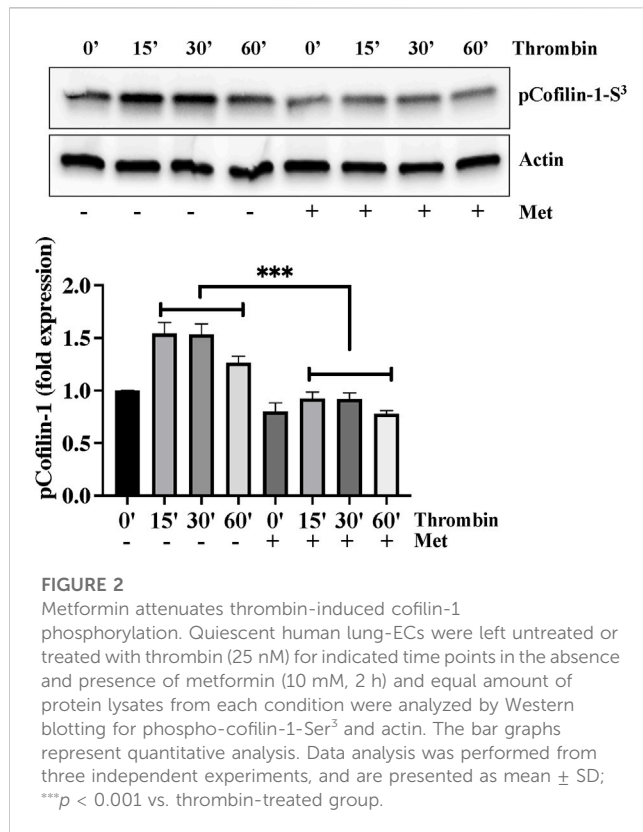 0' 15' 30' 60' 0' 15' 30' 60' Thrombin
pCofilin-1-S³
Actin
- - - - + + + + Met
pCofilin-1 (fold expression)
2.0
1.5
1.0
0.5
0.0
***
0' 15' 30' 60' 0' 15' 30' 60' Thrombin
- - - - + + + + Met
FIGURE 2
Metformin attenuates thrombin-induced cofilin-1
phosphorylation. Quiescent human lung-ECs were left untreated or
treated with thrombin (25 nM) for indicated time points in the absence
and presence of metformin (10 mM, 2 h) and equal amount of
protein lysates from each condition were analyzed by Western
blotting for phospho-cofilin-1-Ser³ and actin. The bar graphs
represent quantitative analysis. Data analysis was performed from
three independent experiments, and are presented as mean ± SD;
***p < 0.001 vs. thrombin-treated group.